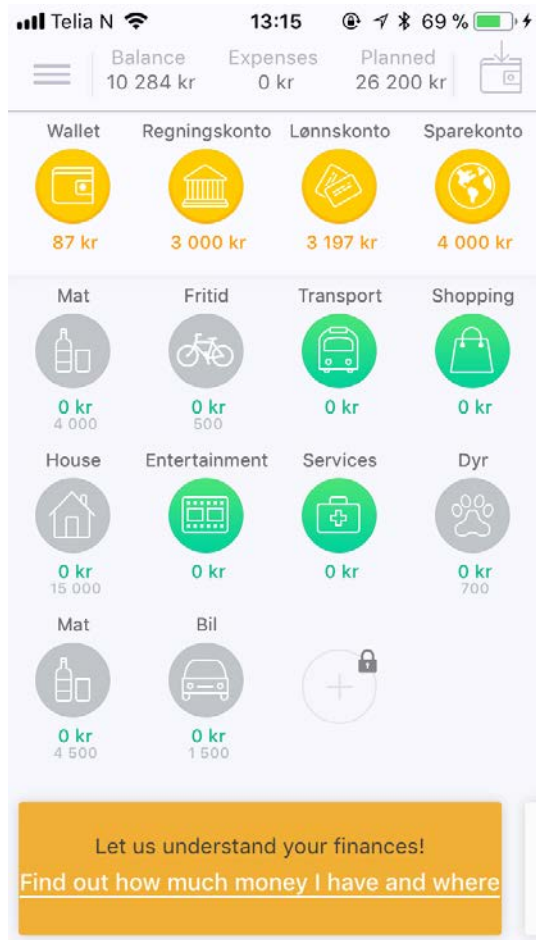 Telia N 13:15 69 %
Balance Expenses Planned
10 284 kr 0 kr 26 200 kr
Wallet Regningskonto Lønnskonto Sparekonto
87 kr 3 000 kr 3 197 kr 4 000 kr
Mat Fritid Transport Shopping
0 kr 0 kr 0 kr 0 kr
4 000 500
House Entertainment Services Dyr
0 kr 0 kr 0 kr 0 kr
15 000 700
Mat Bil
0 kr 0 kr
4 500 1 500
Let us understand your finances!
Find out how much money I have and where